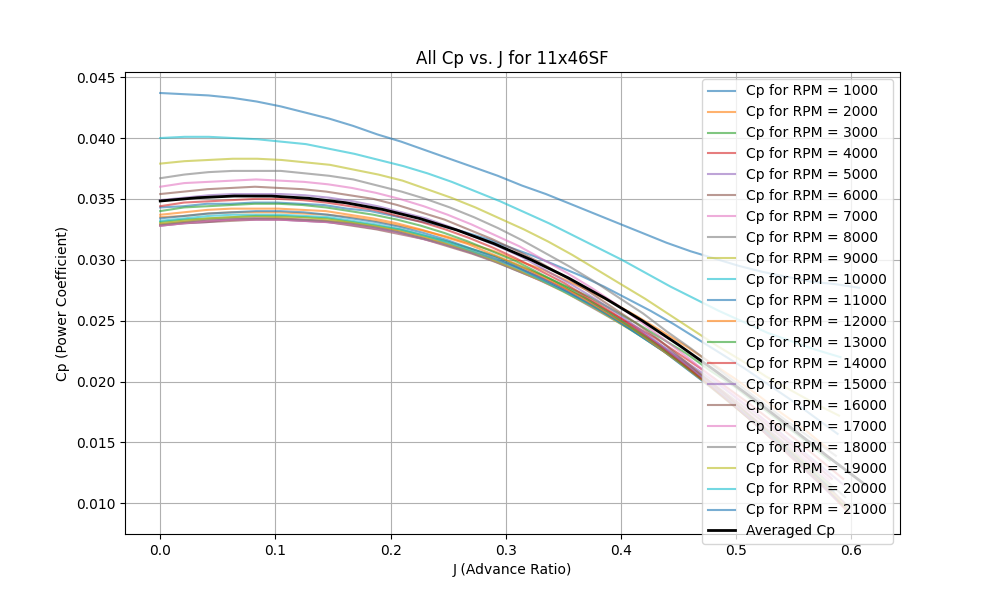 All Cp vs. J for 11x46SF
Cp (Power Coefficient)
0.045
0.040
0.035
0.030
0.025
0.020
0.015
0.010
Cp for RPM = 1000
Cp for RPM = 2000
Cp for RPM = 3000
Cp for RPM = 4000
Cp for RPM = 5000
Cp for RPM = 6000
Cp for RPM = 7000
Cp for RPM = 8000
Cp for RPM = 9000
Cp for RPM = 10000
Cp for RPM = 11000
Cp for RPM = 12000
Cp for RPM = 13000
Cp for RPM = 14000
Cp for RPM = 15000
Cp for RPM = 16000
Cp for RPM = 17000
Cp for RPM = 18000
Cp for RPM = 19000
Cp for RPM = 20000
Cp for RPM = 21000
Averaged Cp
0.0 0.1 0.2 0.3 0.4 0.5 0.6
J (Advance Ratio)